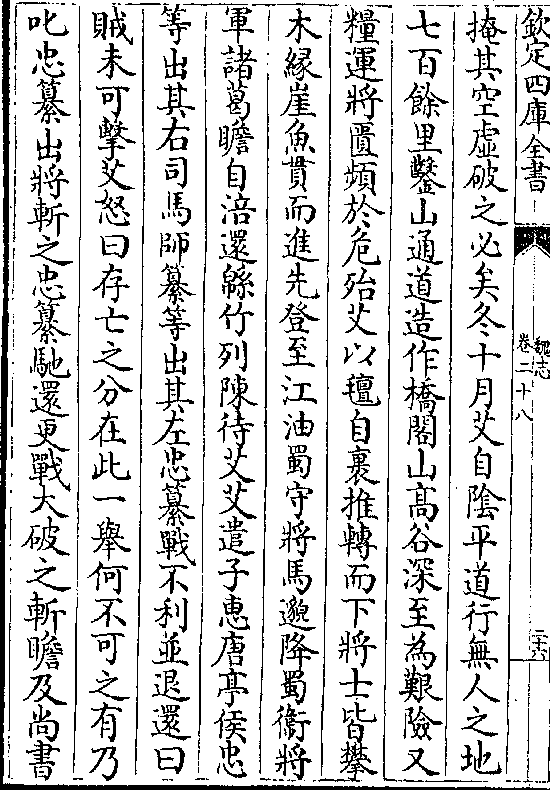 欽定四庫全書
魏志
卷二十八
二十六
掩其空虛破之必矣冬十月艾自陰平道行無人之地
七百餘里鑿山通道造作橋閣山高谷深至為艱險又
糧運將匱頻於危殆艾以氊自裹推轉而下將士皆攀
木緣崖魚貫而進先登至江油蜀守將馬邈降蜀衛將
軍諸葛瞻自涪還緜竹列陳待艾艾遣子惠唐亭侯忠
等出其右司馬師纂等出其左忠纂戰不利並退還曰
賊未可擊艾怒曰存亡之分在此一舉何不可之有乃
叱忠纂出將斬之忠纂馳還更戰大破之斬瞻及尚書